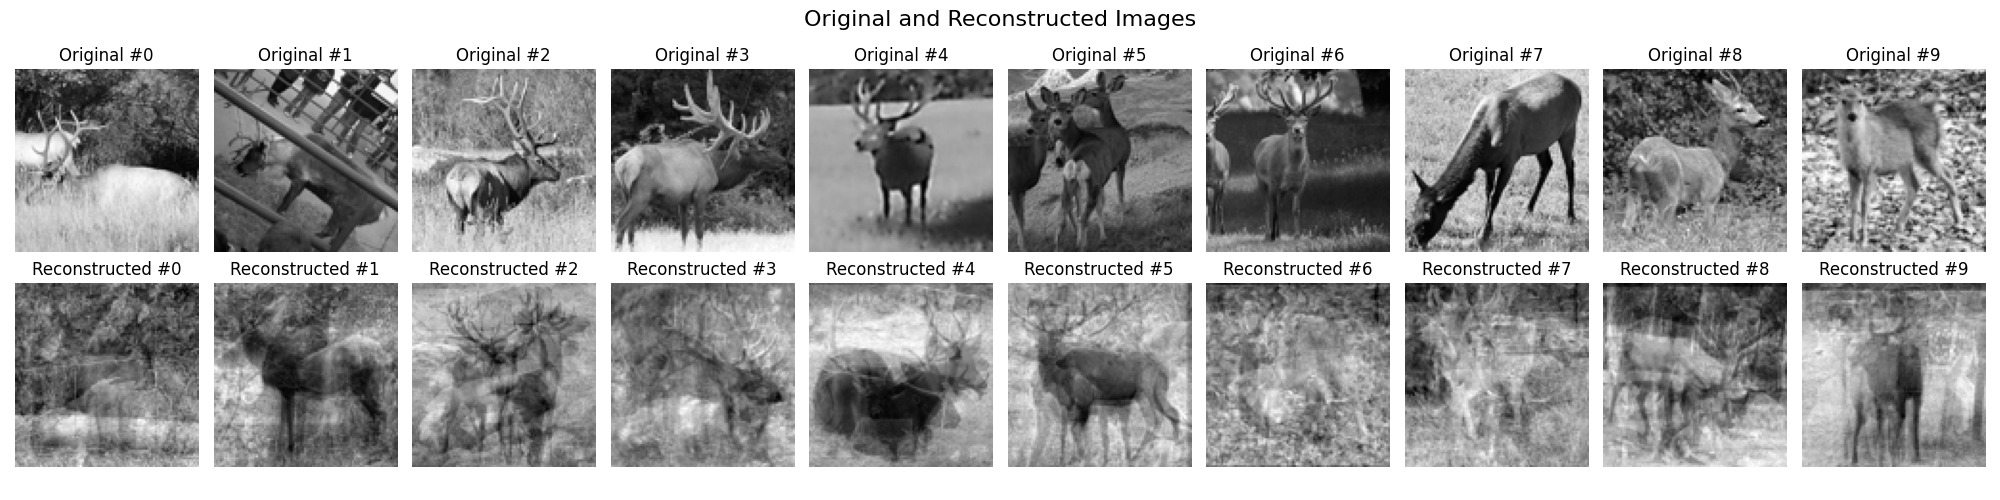 Original and Reconstructed Images
Original #0 Original #1 Original #2 Original #3 Original #4 Original #5 Original #6 Original #7 Original #8 Original #9
Reconstructed #0 Reconstructed #1 Reconstructed #2 Reconstructed #3 Reconstructed #4 Reconstructed #5 Reconstructed #6 Reconstructed #7 Reconstructed #8 Reconstructed #9